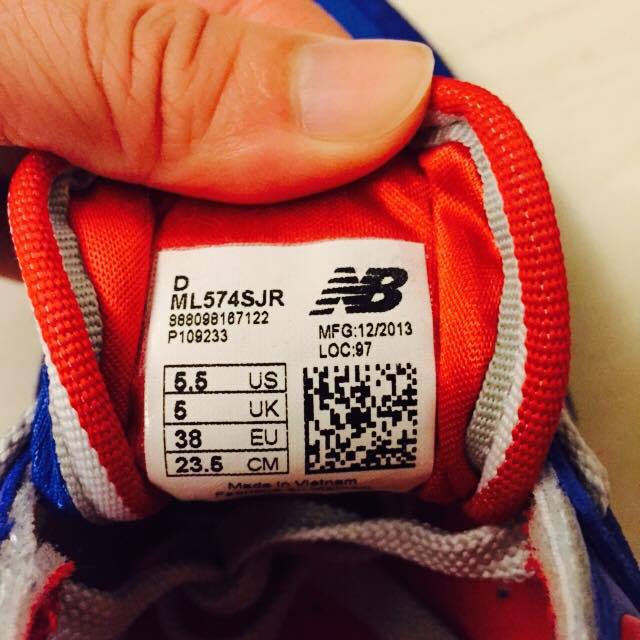 D
ML574SJR
888098167122
P109233
NB
MFG:12/2013
LOC:97
5.5 US
5 UK
38 EU
23.5 CM
Made in Vietnam